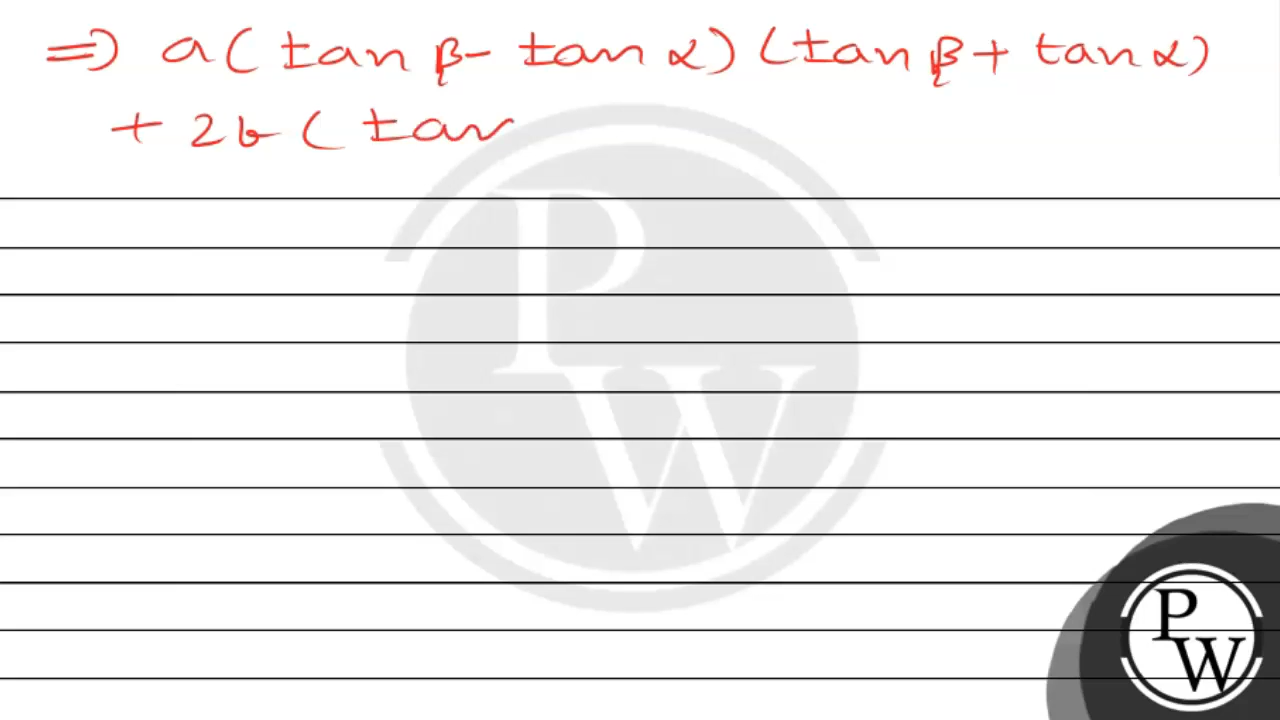 ⇒ a (tan β - tan α) (tan β + tan α)
+ 2b (tan
P
W
P
W